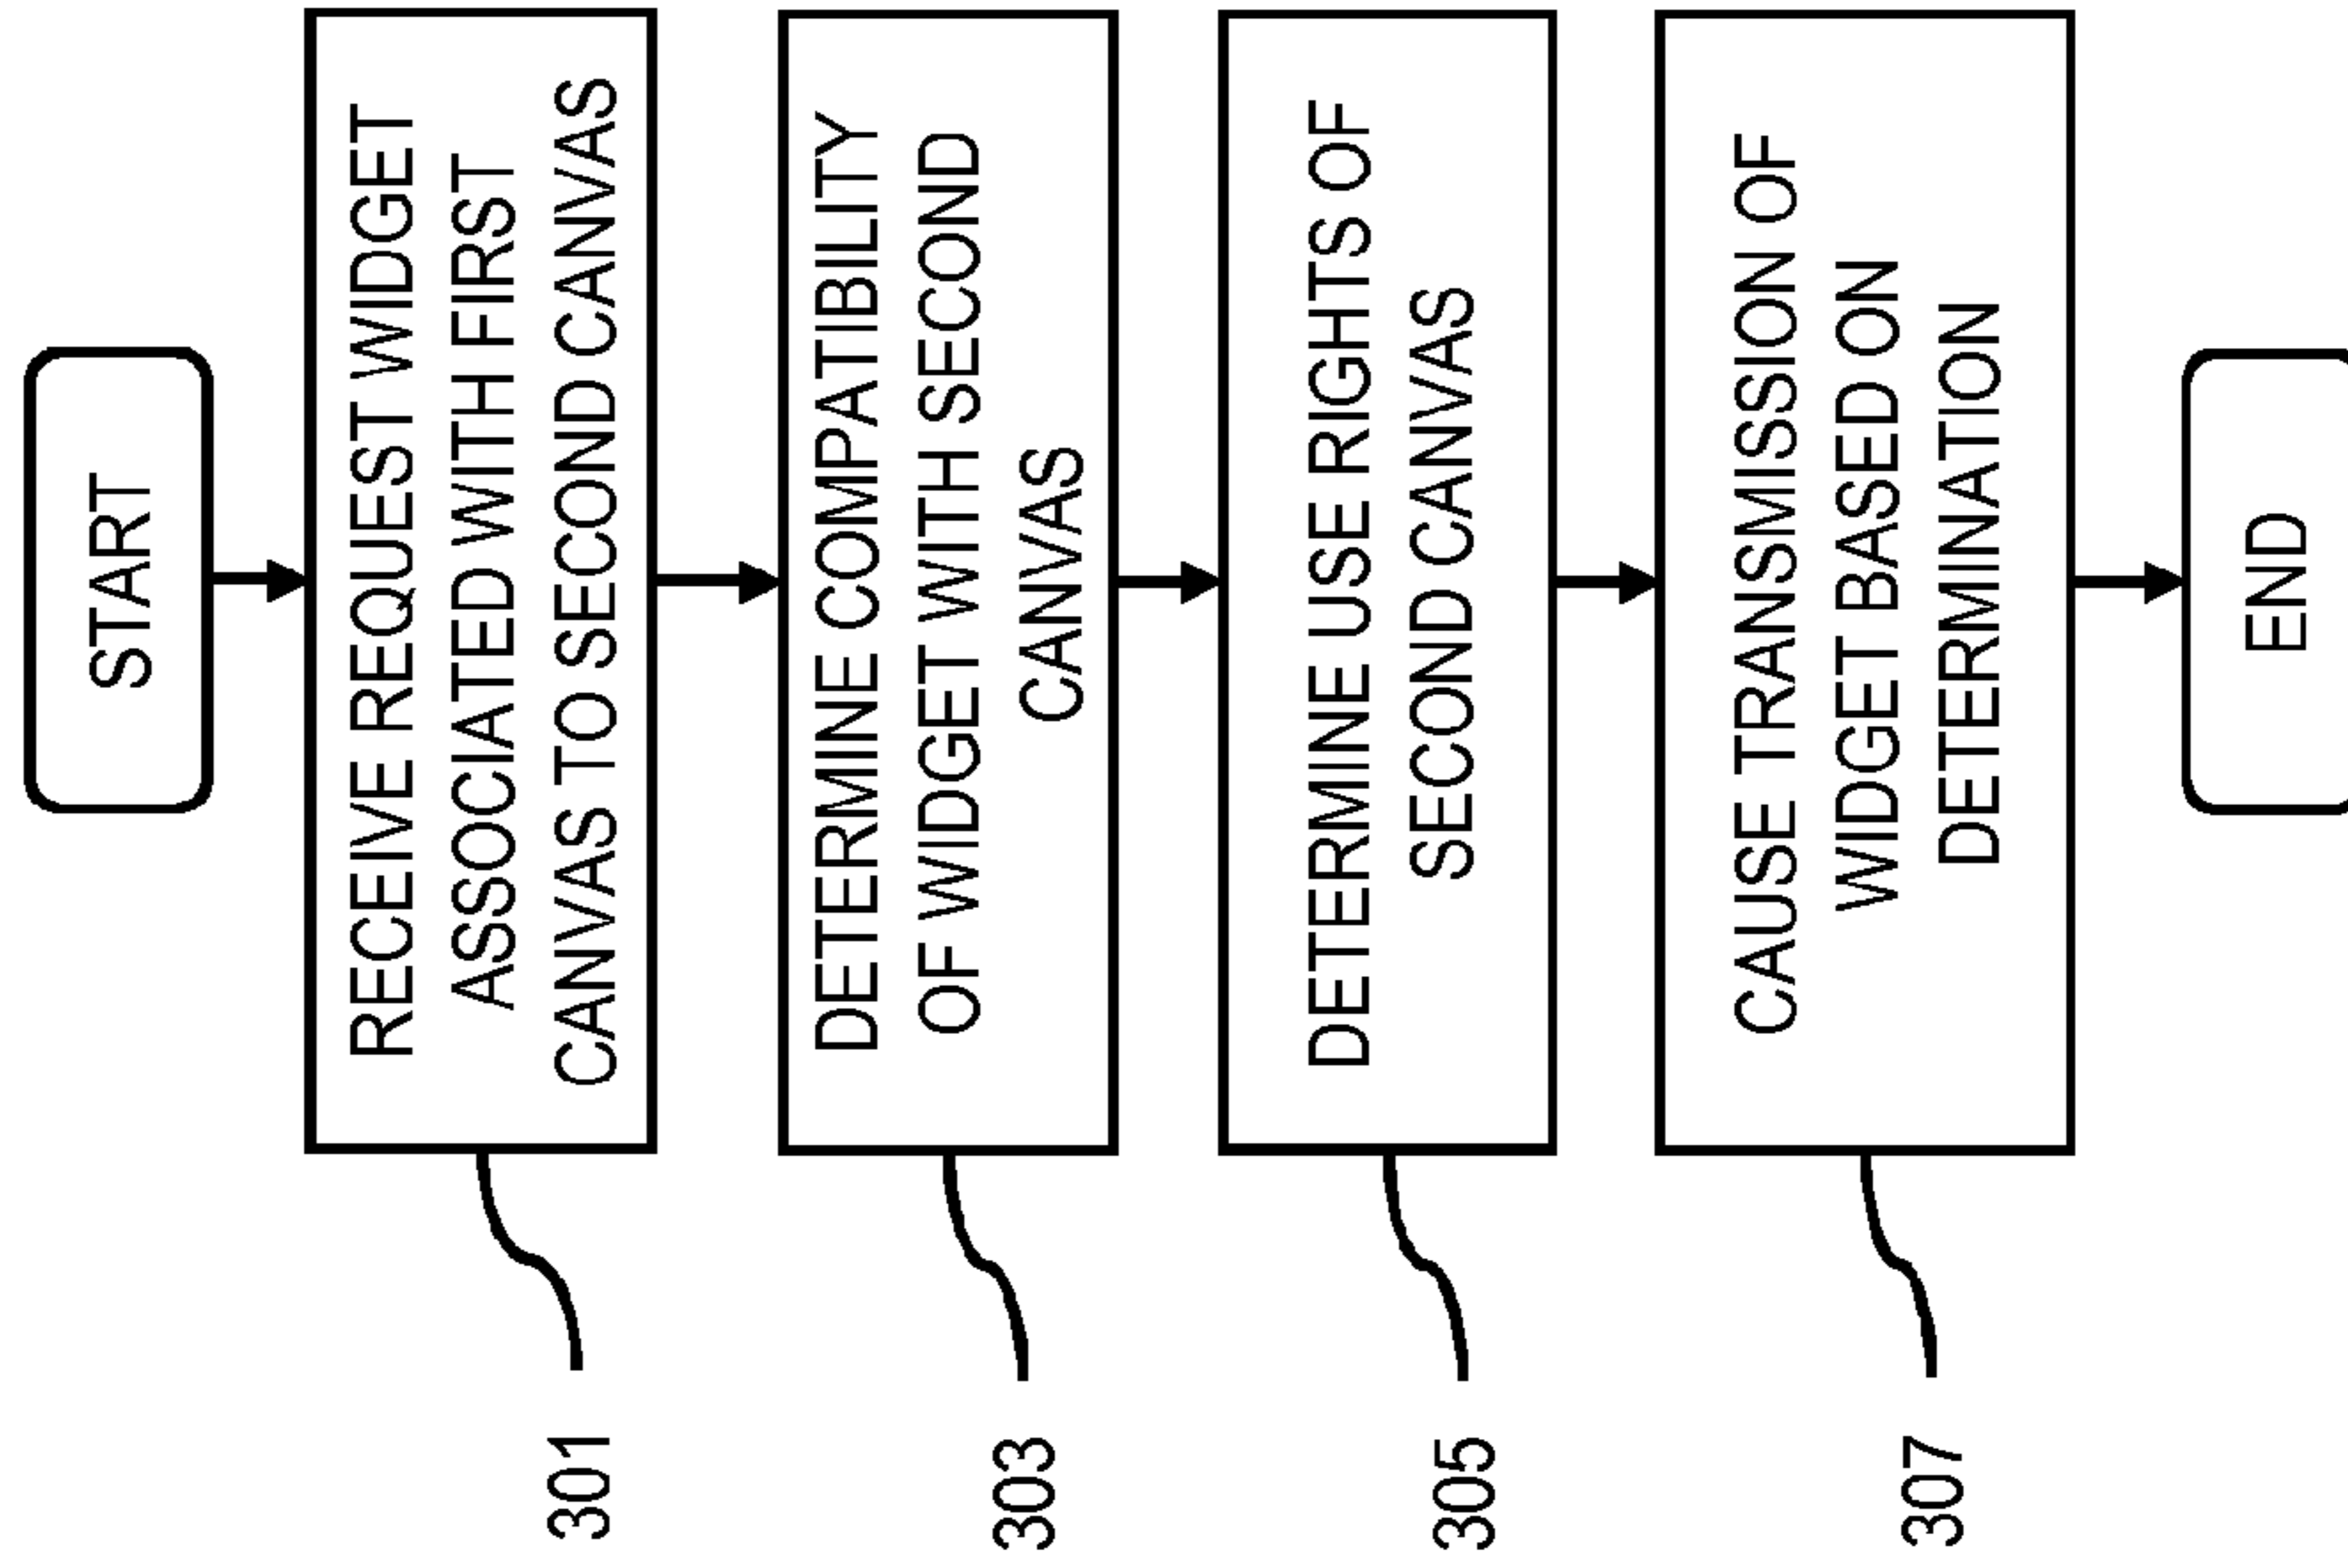 START
RECEIVE REQUEST WIDGET
ASSOCIATED WITH FIRST
CANVAS TO SECOND CANVAS
301
DETERMINE COMPATIBILITY
OF WIDGET WITH SECOND
CANVAS
303
DETERMINE USE RIGHTS OF
SECOND CANVAS
305
CAUSE TRANSMISSION OF
WIDGET BASED ON
DETERMINATION
307
END